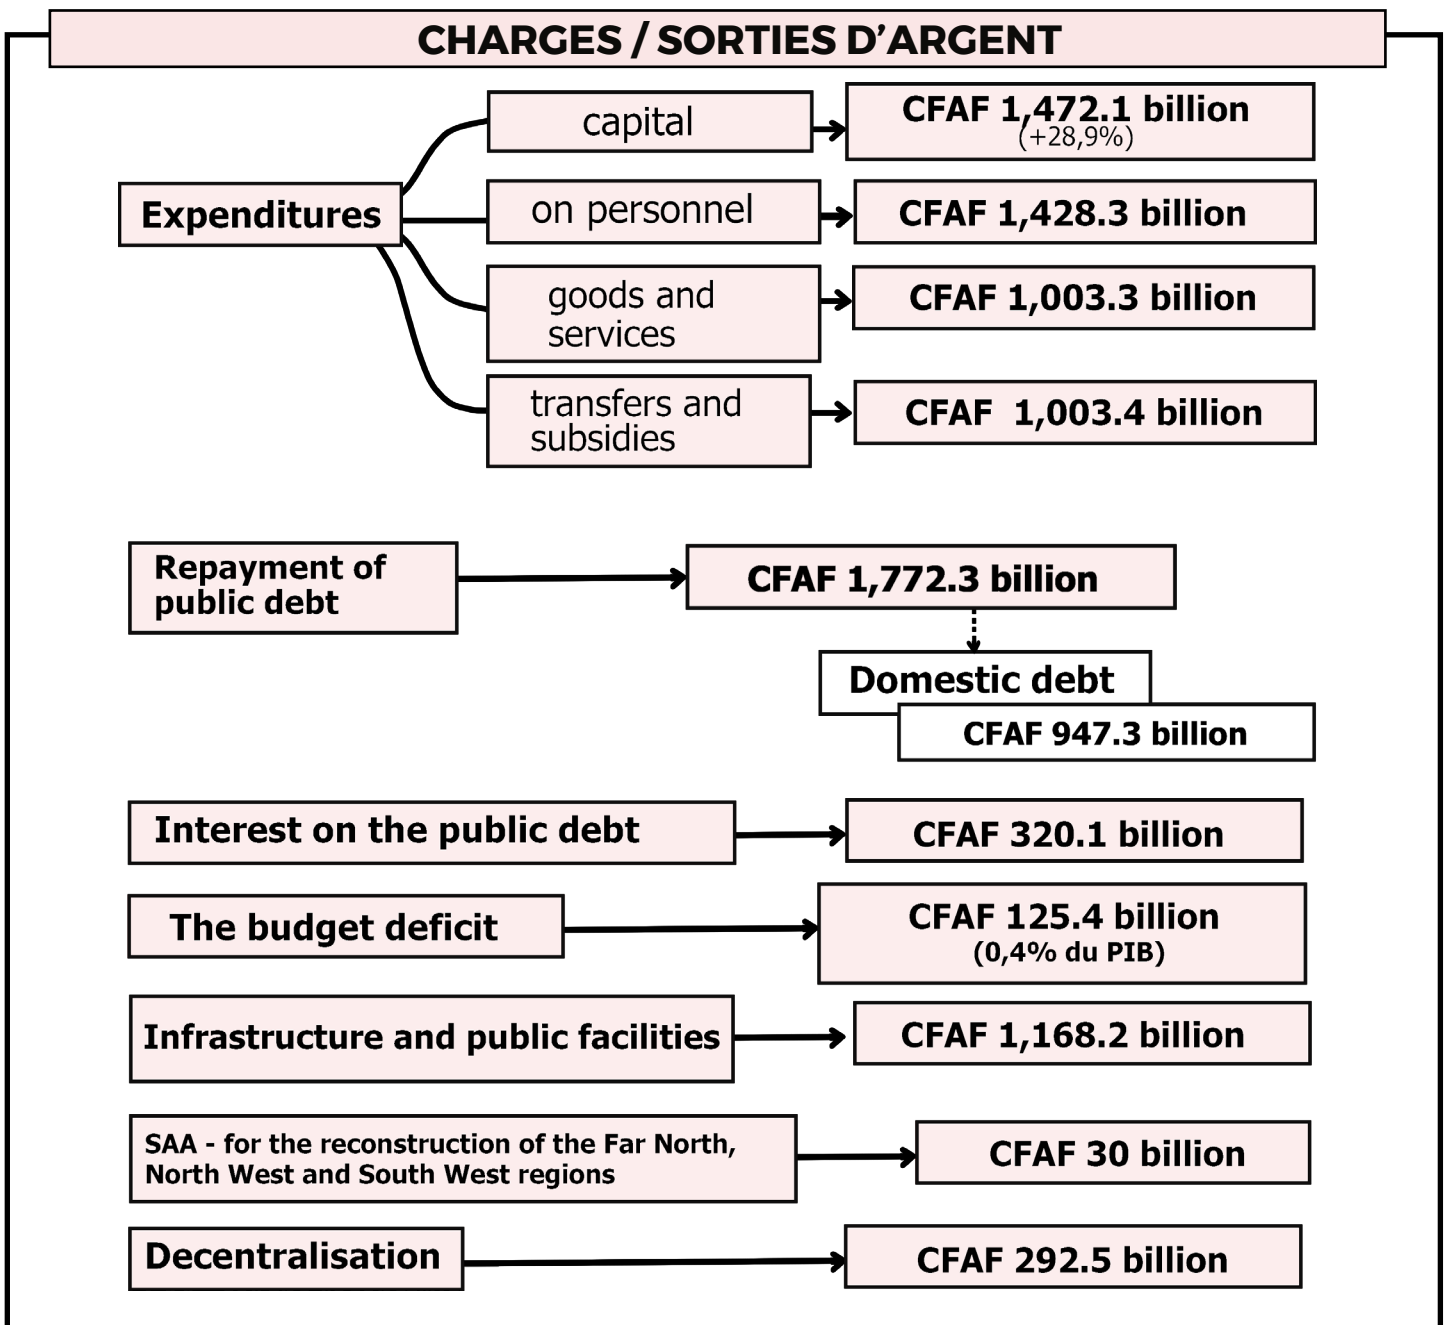 CHARGES / SORTIES D'ARGENT
Expenditures
capital
CFAF 1,472.1 billion
(+28,9%)
on personnel
CFAF 1,428.3 billion
goods and
services
CFAF 1,003.3 billion
transfers and
subsidies
CFAF 1,003.4 billion
Repayment of
public debt
CFAF 1,772.3 billion
Domestic debt
CFAF 947.3 billion
Interest on the public debt
CFAF 320.1 billion
The budget deficit
CFAF 125.4 billion
(0,4% du PIB)
Infrastructure and public facilities
CFAF 1,168.2 billion
SAA - for the reconstruction of the Far North,
North West and South West regions
CFAF 30 billion
Decentralisation
CFAF 292.5 billion